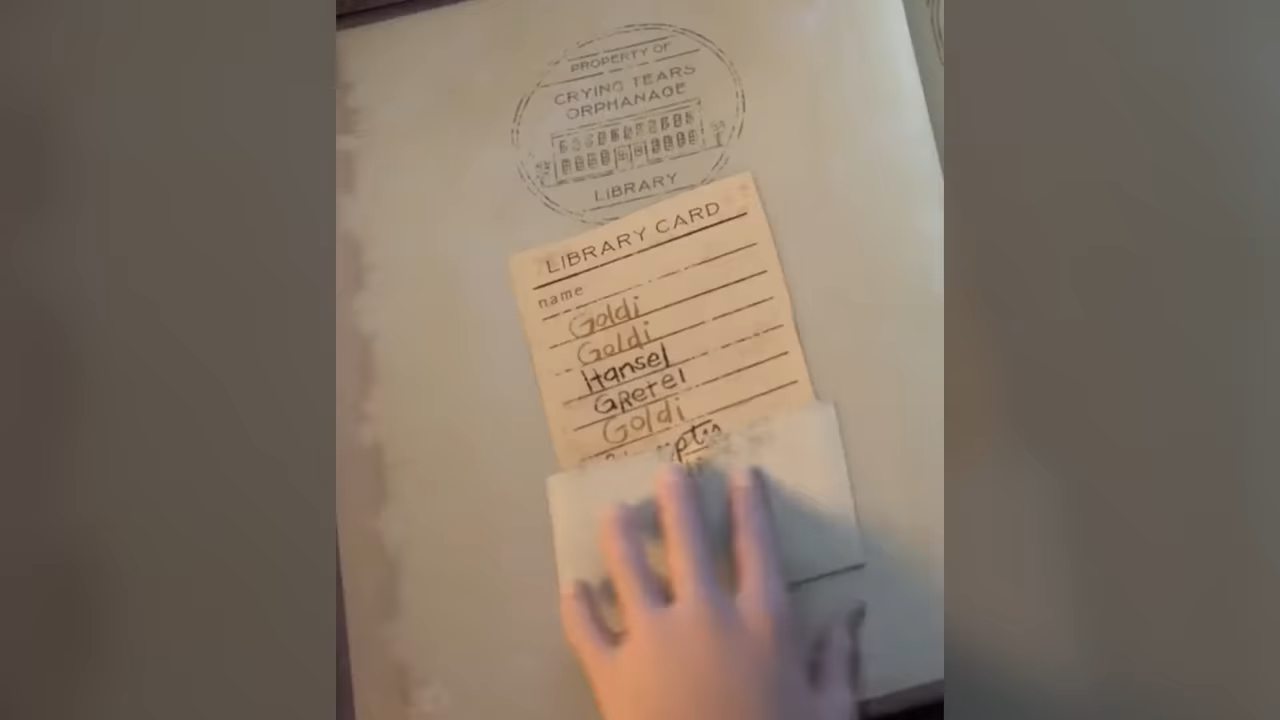 PROPERTY OF
CRYING TEARS
ORPHANAGE
LIBRARY
LIBRARY CARD
name
Goldi
Goldi
Hansel
GReTel
Goldi